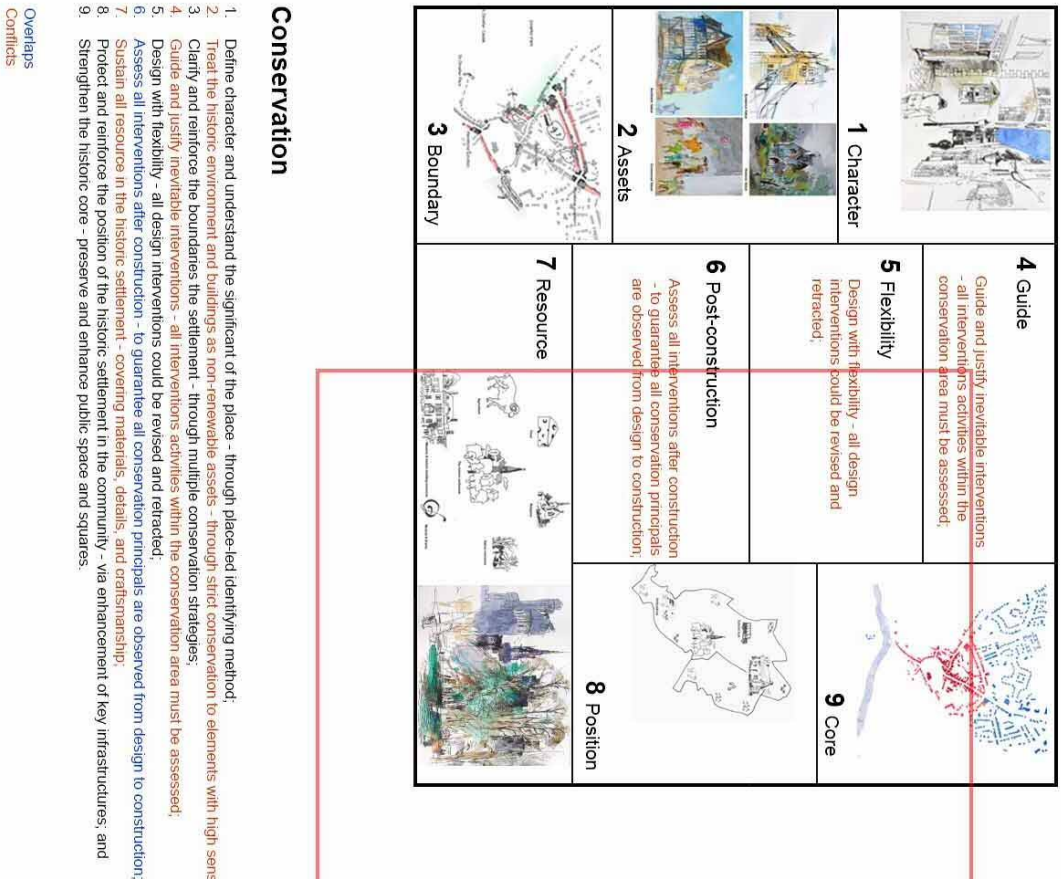 1 Character
2 Assets
3 Boundary
4 Guide
Guide and justify inevitable interventions
- all interventions activities within the
conservation area must be assessed;
5 Flexibility
Design with flexibility - all design
interventions could be revised and
retracted;
6 Post-construction
Assess all interventions after construction
- to guarantee all conservation principals
are observed from design to construction;
7 Resource
8 Position
9 Core
Conservation
1. Define character and understand the significant of the place - through place-led identifying method;
2. Treat the historic environment and buildings as non-renewable assets - through strict conservation to elements with high sens
3. Clarify and reinforce the boundaries the settlement - through multiple conservation strategies;
4. Guide and justify inevitable interventions - all interventions activities within the conservation area must be assessed;
5. Design with flexibility - all design interventions could be revised and retracted;
6. Assess all interventions after construction - to guarantee all conservation principals are observed from design to construction;
7. Sustain all resource in the historic settlement - covering materials, details, and craftsmanship;
8. Protect and reinforce the position of the historic settlement in the community - via enhancement of key infrastructures; and
9. Strengthen the historic core - preserve and enhance public space and squares.
Overlaps
Conflicts